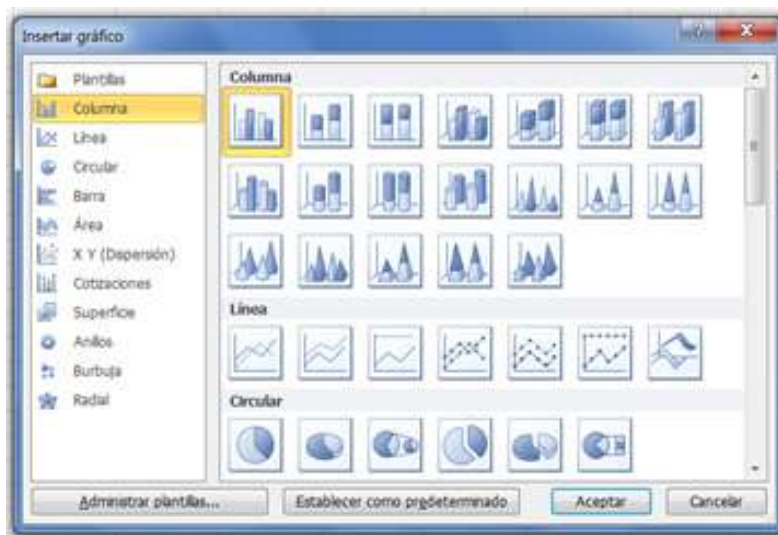 Insertar gráfico
Plantillas
Columna
Línea
Circular
Barra
Área
X Y (Dispersión)
Cotizaciones
Superficie
Anillos
Burbuja
Radial
Columna
Línea
Circular
Administrar plantillas...
Establecer como predeterminado
Aceptar
Cancelar